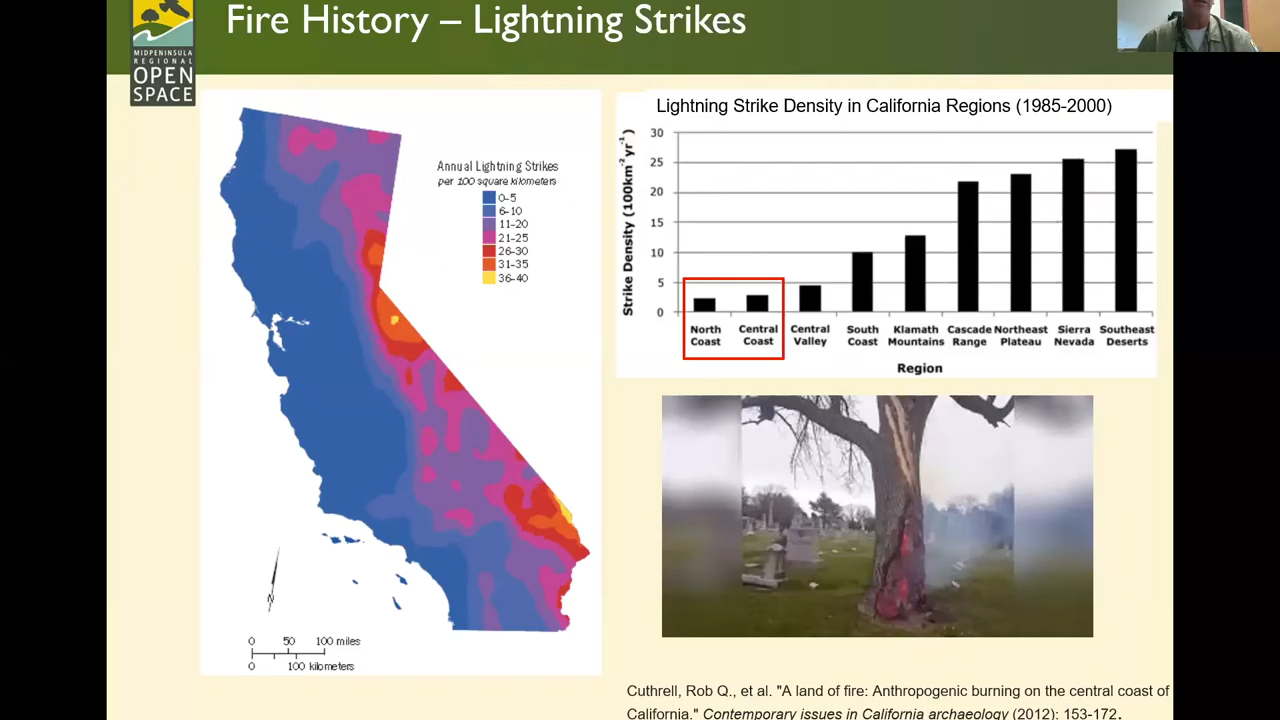 Fire History – Lightning Strikes
MIDPENINSULA
REGIONAL
OPEN
SPACE
Annual Lightning Strikes
per 100 square kilometers
0-5
6-10
11-20
21-25
26-30
31-35
36-40
N
0 50 100 miles
0 100 kilometers
Lightning Strike Density in California Regions (1985-2000)
Strike Density (100km⁻² yr⁻¹)
30
25
20
15
10
5
0
North Coast
Central Coast
Central Valley
South Coast
Klamath Mountains
Cascade Range
Northeast Plateau
Sierra Nevada
Southeast Deserts
Region
Cuthrell, Rob Q., et al. "A land of fire: Anthropogenic burning on the central coast of
California." Contemporary issues in California archaeology (2012): 153-172.